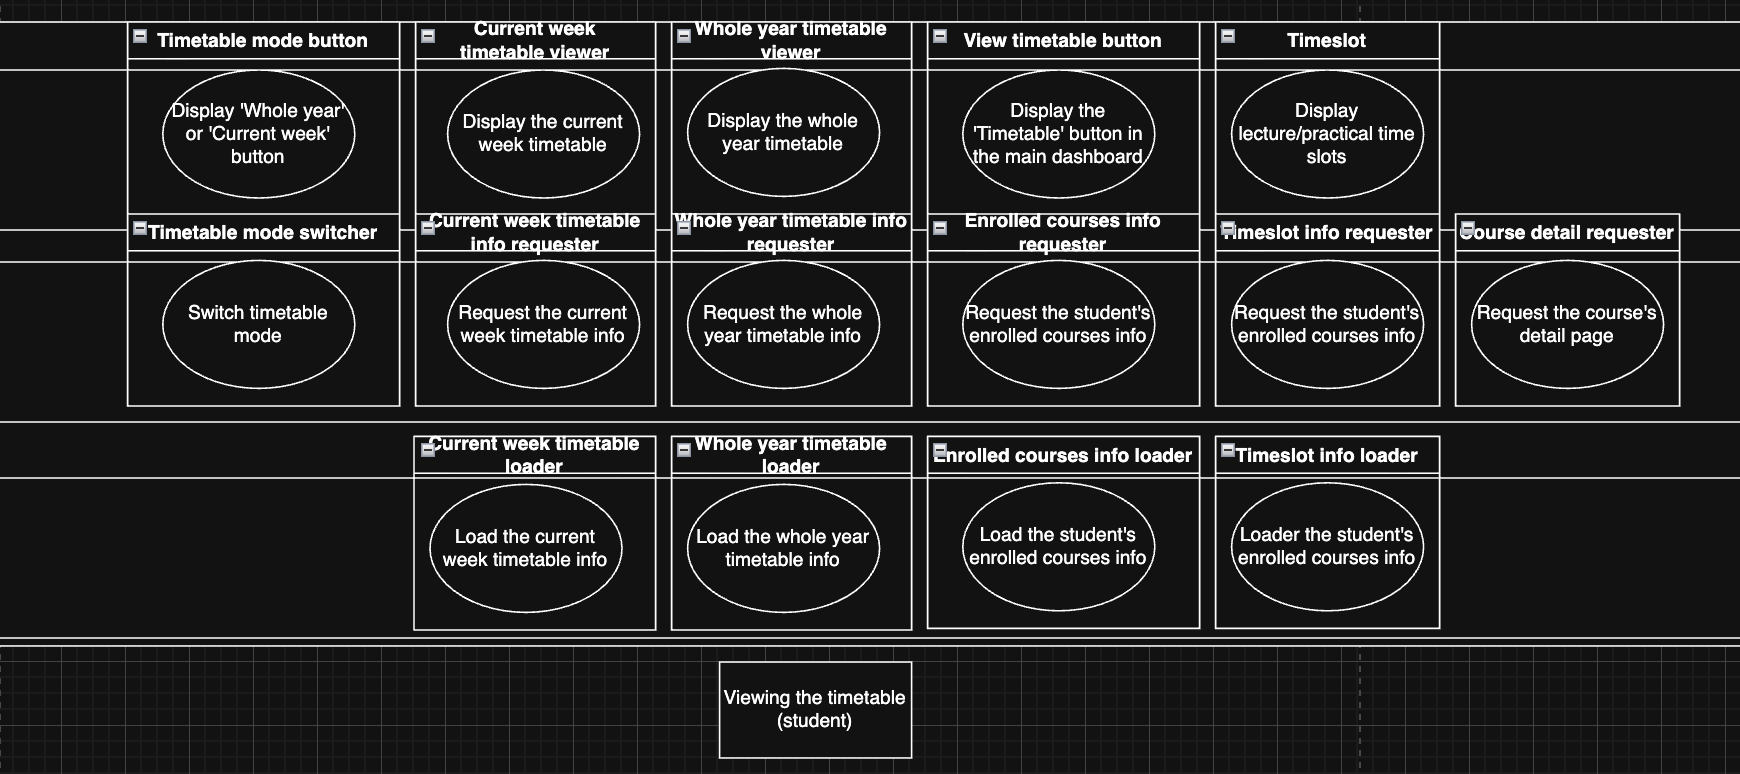 Timetable mode button
Current week
timetable viewer
Whole year timetable
viewer
View timetable button
Timeslot
Display 'Whole year'
or 'Current week'
button
Display the current
week timetable
Display the whole
year timetable
Display the
'Timetable' button in
the main dashboard
Display
lecture/practical time
slots
Timetable mode switcher
Current week timetable
info requester
Whole year timetable info
requester
Enrolled courses info
requester
Timeslot info requester
Course detail requester
Switch timetable
mode
Request the current
week timetable info
Request the whole
year timetable info
Request the student's
enrolled courses info
Request the student's
enrolled courses info
Request the course's
detail page
Current week timetable
loader
Whole year timetable
loader
Enrolled courses info loader
Timeslot info loader
Load the current
week timetable info
Load the whole year
timetable info
Load the student's
enrolled courses info
Loader the student's
enrolled courses info
Viewing the timetable
(student)